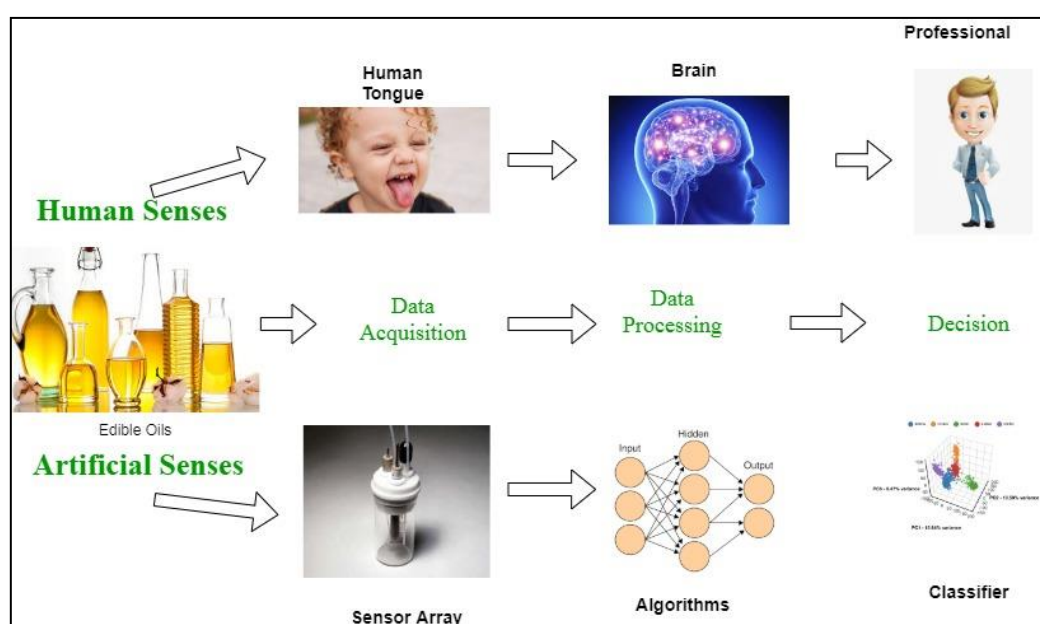 Professional
Human
Tongue
Brain
Human Senses
Data
Acquisition
Data
Processing
Decision
Edible Oils
Artificial Senses
Input
Hidden
Output
Sensor Array
Algorithms
Classifier